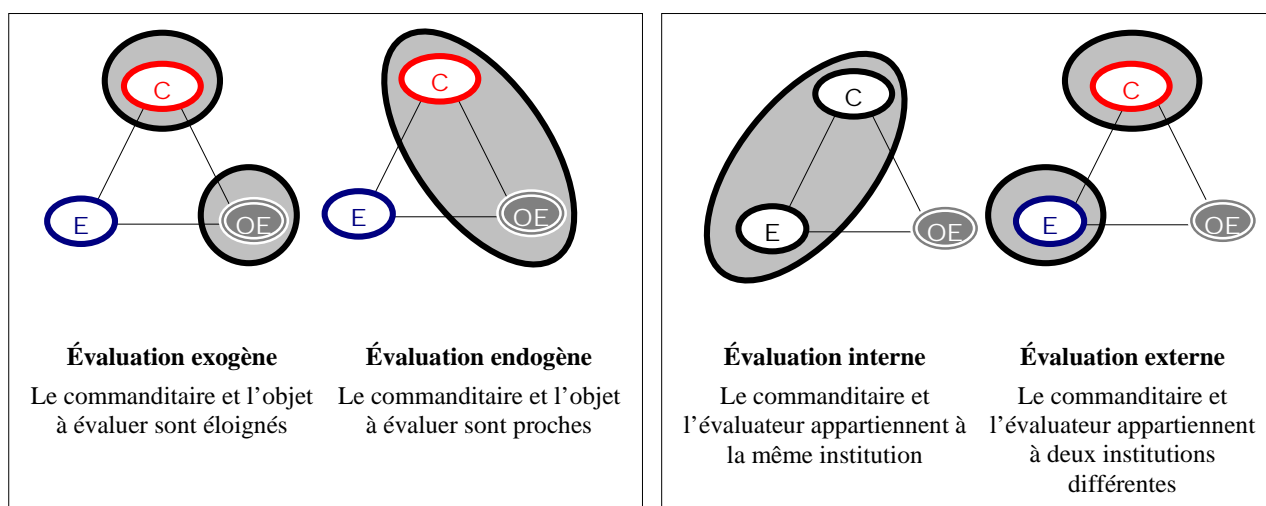 C
E
OE
C
E
OE
C
E
OE
C
E
OE
Évaluation exogène
Le commanditaire et l’objet
à évaluer sont éloignés
Évaluation endogène
Le commanditaire et l’objet
à évaluer sont proches
Évaluation interne
Le commanditaire et
l’évaluateur appartiennent à
la même institution
Évaluation externe
Le commanditaire et
l’évaluateur appartiennent
à deux institutions
différentes